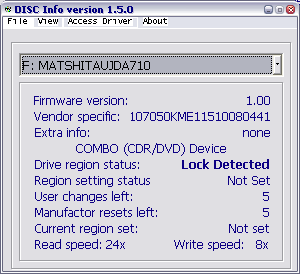 DISC Info version 1.5.0
File View Access Driver About
F: MATSHITAUJDA710
Firmware version: 1.00
Vendor specific: 107050KME11510080441
Extra info: none
COMBO (CDR/DVD) Device
Drive region status: Lock Detected
Region setting status Not Set
User changes left: 5
Manufactor resets left: 5
Current region set: Not set
Read speed: 24x Write speed: 8x